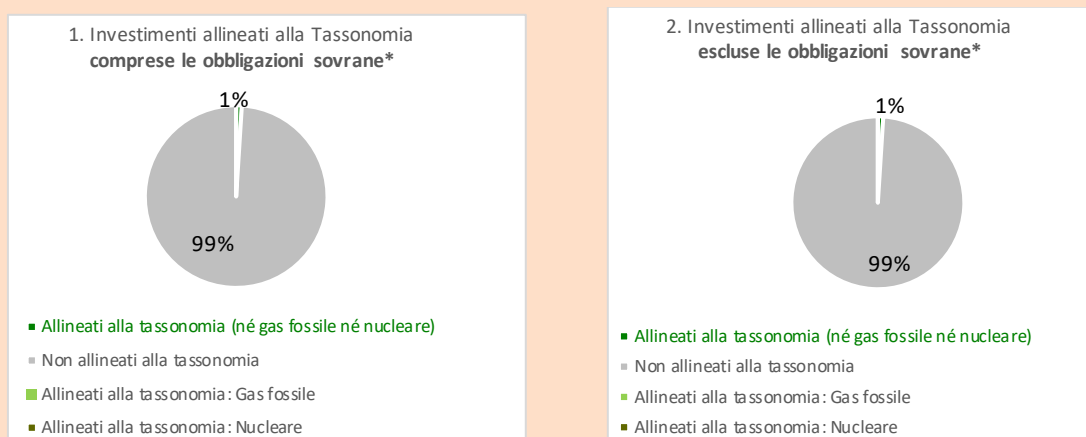 1. Investimenti allineati alla Tassonomia
comprese le obbligazioni sovrane*
1%
99%
Allineati alla tassonomia (né gas fossile né nucleare)
Non allineati alla tassonomia
Allineati alla tassonomia: Gas fossile
Allineati alla tassonomia: Nucleare
2. Investimenti allineati alla Tassonomia
escluse le obbligazioni sovrane*
1%
99%
Allineati alla tassonomia (né gas fossile né nucleare)
Non allineati alla tassonomia
Allineati alla tassonomia: Gas fossile
Allineati alla tassonomia: Nucleare